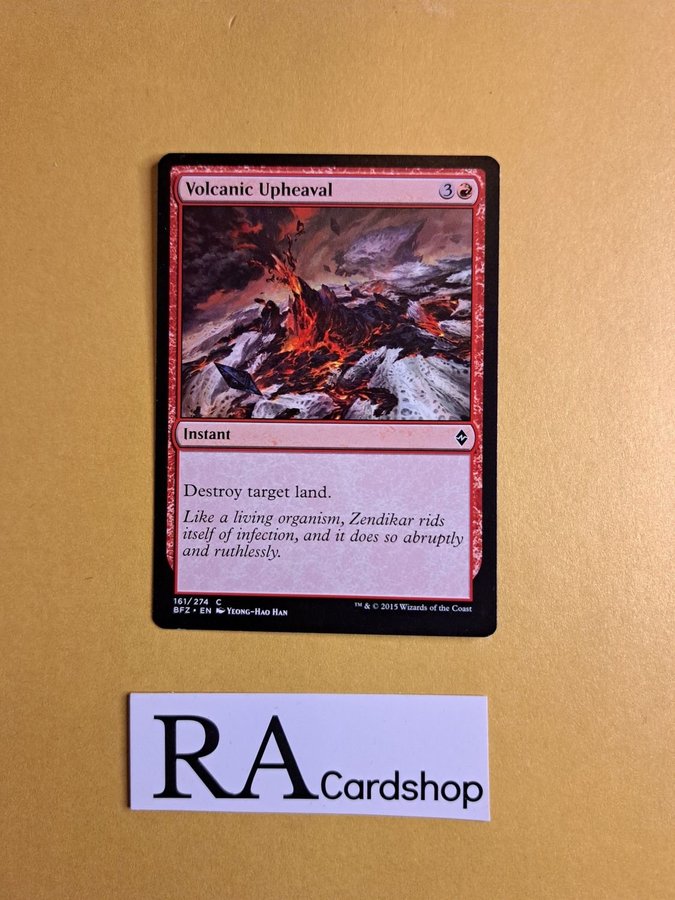 Volcanic Upheaval 3
Instant
Destroy target land.
Like a living organism, Zendikar rids
itself of infection, and it does so abruptly
and ruthlessly.
161/274 C
BFZ • EN Yeong-Hao Han
™ & © 2015 Wizards of the Coast
RA Cardshop